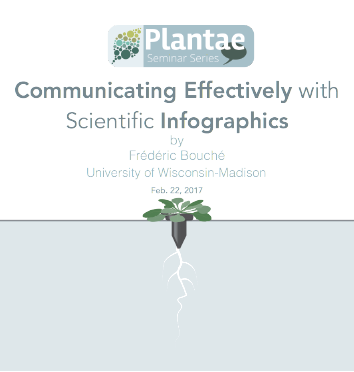 Plantae
Seminar Series
Communicating Effectively with
Scientific Infographics
by
Frédéric Bouché
University of Wisconsin-Madison
Feb. 22, 2017